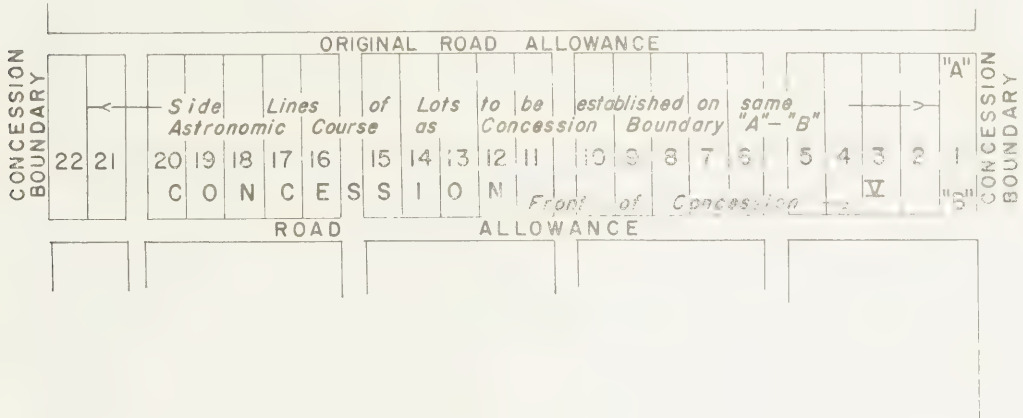 ORIGINAL ROAD ALLOWANCE
CONCESSION BOUNDARY
"A"
CONCESSION BOUNDARY
Side Lines of Lots to be established on same
Astronomic Course as Concession Boundary "A"-"B"
22 21 20 19 18 17 16 15 14 13 12 11 10 9 8 7 6 5 4 3 2 1
CONCESSION V
"B"
Front of Concession
ROAD ALLOWANCE